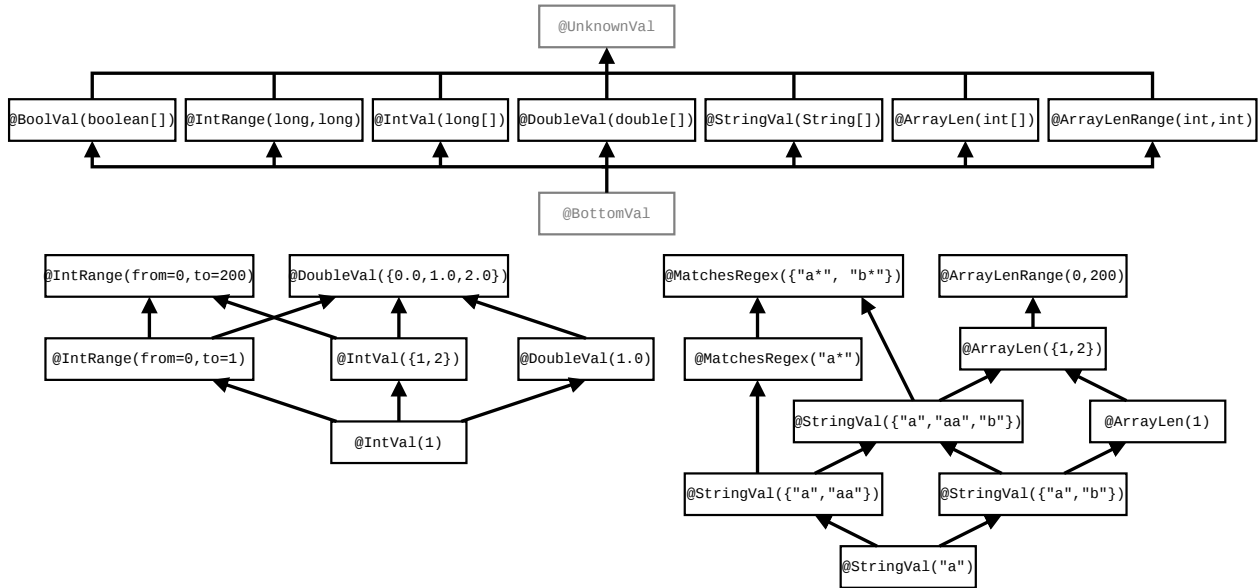 @UnknownVal
@BoolVal(boolean[])
@IntRange(long,long)
@IntVal(long[])
@DoubleVal(double[])
@StringVal(String[])
@ArrayLen(int[])
@ArrayLenRange(int,int)
@BottomVal
@IntRange(from=0,to=200)
@DoubleVal({0.0,1.0,2.0})
@MatchesRegex({"a*", "b*"})
@ArrayLenRange(0,200)
@IntRange(from=0,to=1)
@IntVal({1,2})
@DoubleVal(1.0)
@MatchesRegex("a*")
@ArrayLen({1,2})
@StringVal({"a","aa","b"})
@ArrayLen(1)
@IntVal(1)
@StringVal({"a","aa"})
@StringVal({"a","b"})
@StringVal("a")